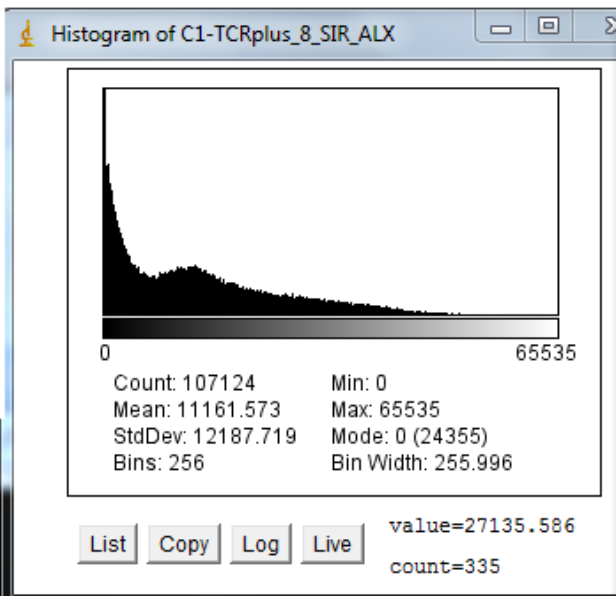 Histogram of C1-TCRplus_8_SIR_ALX
0 65535
Count: 107124 Min: 0
Mean: 11161.573 Max: 65535
StdDev: 12187.719 Mode: 0 (24355)
Bins: 256 Bin Width: 255.996
List Copy Log Live value=27135.586
count=335